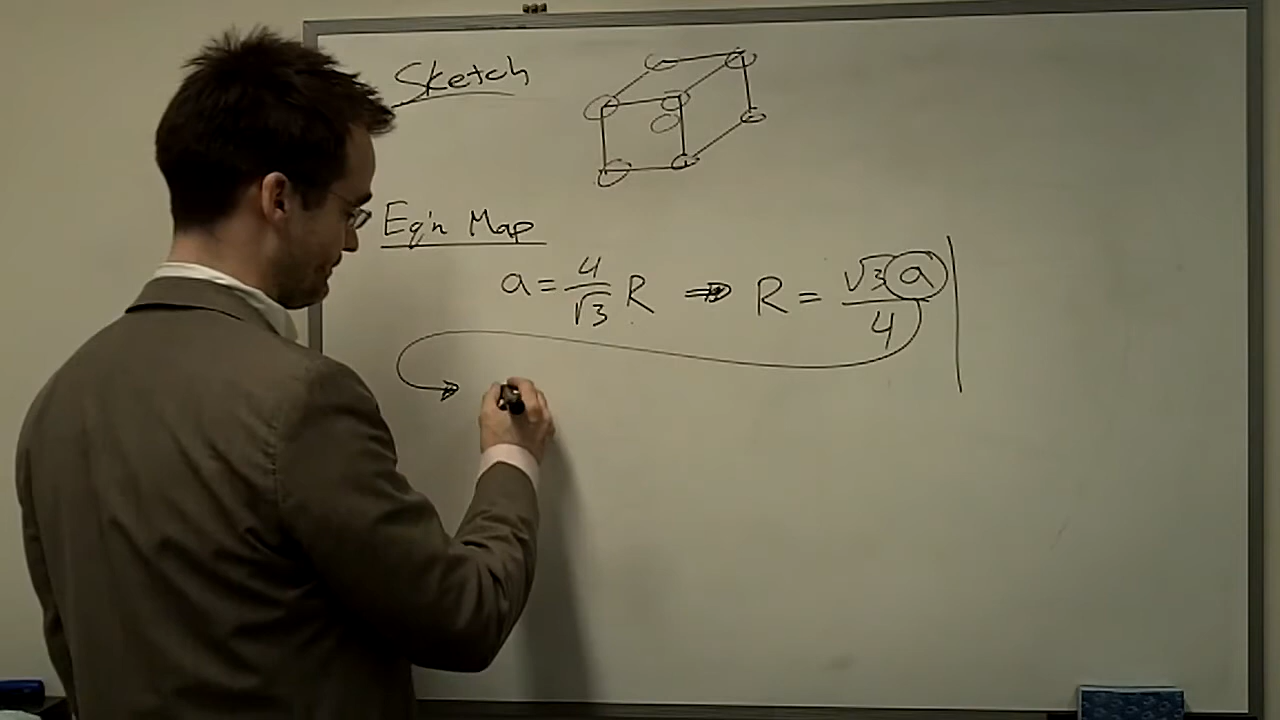 Sketch
Eq'n Map
a = 4/√3 R ⇒ R = √3 a / 4